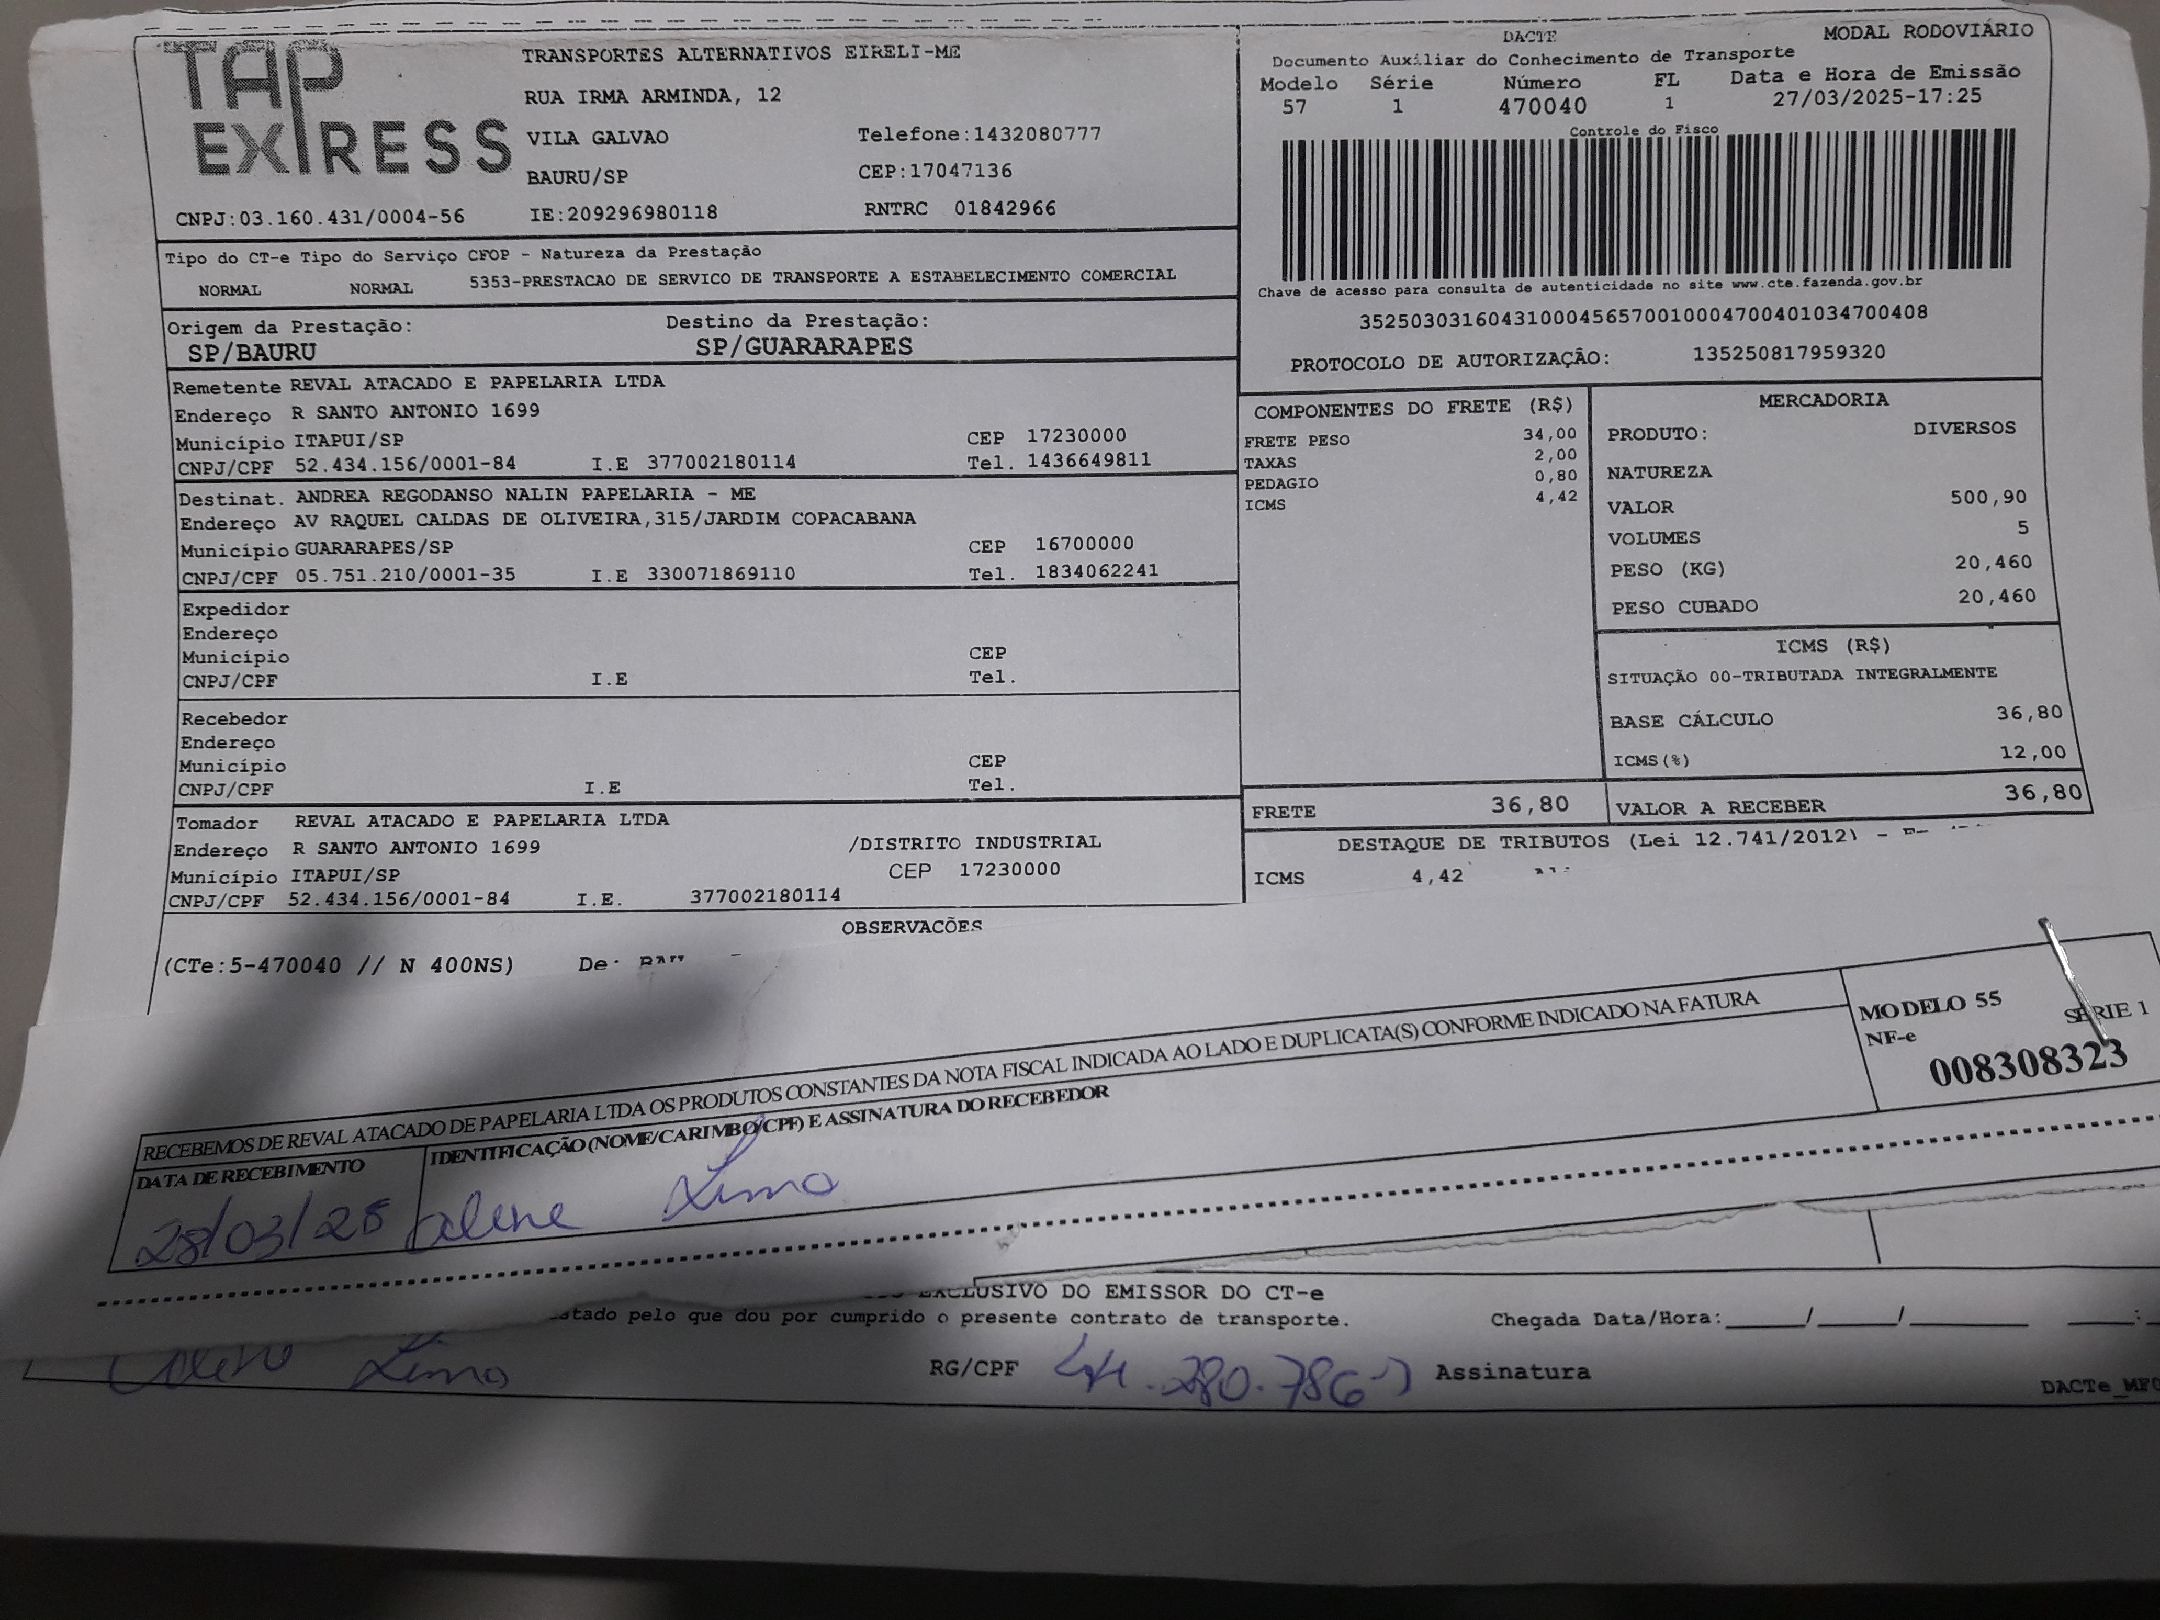 TAP
EXPRESS
TRANSPORTES ALTERNATIVOS EIRELI-ME
RUA IRMA ARMINDA, 12
VILA GALVAO Telefone:1432080777
BAURU/SP CEP:17047136
CNPJ:03.160.431/0004-56 IE:209296980118 RNTRC 01842966
DACTE MODAL RODOVIÁRIO
Documento Auxiliar do Conhecimento de Transporte
Modelo Série Número FL Data e Hora de Emissão
57 1 470040 1 27/03/2025-17:25
Controle do Fisco
Chave de acesso para consulta de autenticidade no site www.cte.fazenda.gov.br
35250303160431000456570010004700401034700408
PROTOCOLO DE AUTORIZAÇÃO: 135250817959320
Tipo do CT-e Tipo do Serviço CFOP - Natureza da Prestação
NORMAL NORMAL 5353-PRESTACAO DE SERVICO DE TRANSPORTE A ESTABELECIMENTO COMERCIAL
Origem da Prestação: Destino da Prestação:
SP/BAURU SP/GUARARAPES
Remetente REVAL ATACADO E PAPELARIA LTDA
Endereço R SANTO ANTONIO 1699
Município ITAPUI/SP CEP 17230000
CNPJ/CPF 52.434.156/0001-84 I.E 377002180114 Tel. 1436649811
Destinat. ANDREA REGODANSO NALIN PAPELARIA - ME
Endereço AV RAQUEL CALDAS DE OLIVEIRA,315/JARDIM COPACABANA
Município GUARARAPES/SP CEP 16700000
CNPJ/CPF 05.751.210/0001-35 I.E 330071869110 Tel. 1834062241
Expedidor
Endereço
Município CEP
CNPJ/CPF I.E Tel.
Recebedor
Endereço
Município CEP
CNPJ/CPF I.E Tel.
Tomador REVAL ATACADO E PAPELARIA LTDA
Endereço R SANTO ANTONIO 1699 /DISTRITO INDUSTRIAL
Município ITAPUI/SP CEP 17230000
CNPJ/CPF 52.434.156/0001-84 I.E. 377002180114
COMPONENTES DO FRETE (R$)
FRETE PESO 34,00
TAXAS 2,00
PEDAGIO 0,80
ICMS 4,42
MERCADORIA
PRODUTO: DIVERSOS
NATUREZA
VALOR 500,90
VOLUMES 5
PESO (KG) 20,460
PESO CUBADO 20,460
ICMS (R$)
SITUAÇÃO 00-TRIBUTADA INTEGRALMENTE
BASE CÁLCULO 36,80
ICMS(%) 12,00
FRETE 36,80 VALOR A RECEBER 36,80
DESTAQUE DE TRIBUTOS (Lei 12.741/2012) -
ICMS 4,42
OBSERVACÕES
(CTe:5-470040 // N 400NS) De:
RECEBEMOS DE REVAL ATACADO DE PAPELARIA LTDA OS PRODUTOS CONSTANTES DA NOTA FISCAL INDICADA AO LADO E DUPLICATA(S) CONFORME INDICADO NA FATURA
DATA DE RECEBIMENTO IDENTIFICAÇÃO (NOME/CARIMBO/CPF) E ASSINATURA DO RECEBEDOR
28/03/25 Lima
MODELO 55 SÉRIE 1
NF-e
008308323
EXCLUSIVO DO EMISSOR DO CT-e
stado pelo que dou por cumprido o presente contrato de transporte. Chegada Data/Hora:_____/_____/_______ ____:
Lima RG/CPF 44.280.786 Assinatura